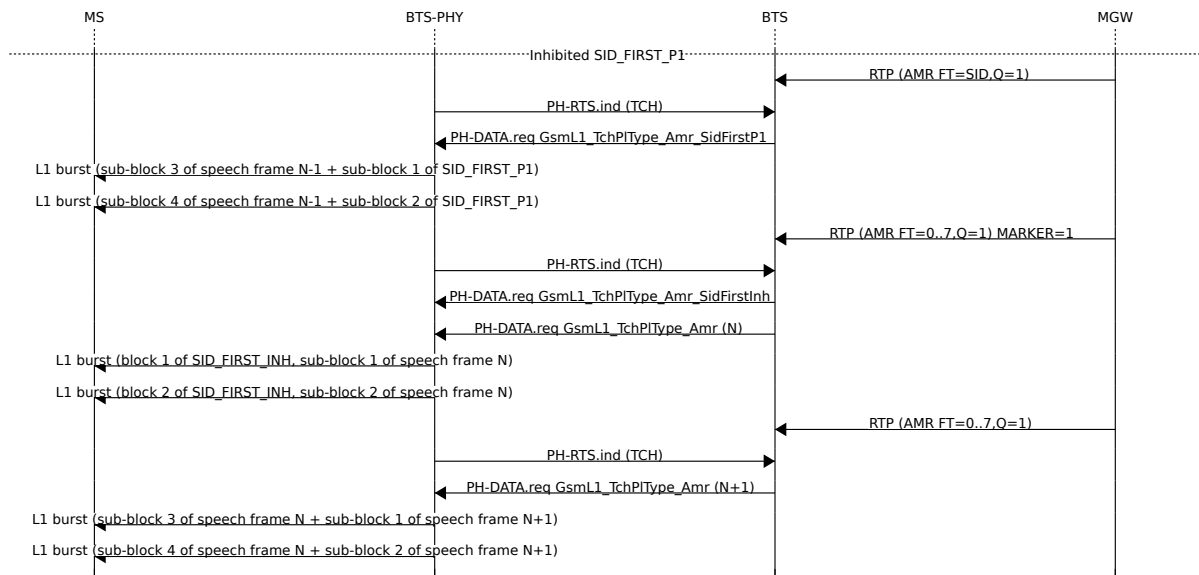 MS BTS-PHY BTS MGW
Inhibited SID_FIRST_P1
RTP (AMR FT=SID,Q=1)
PH-RTS.ind (TCH)
PH-DATA.req GsmL1_TchPlType_Amr_SidFirstP1
L1 burst (sub-block 3 of speech frame N-1 + sub-block 1 of SID_FIRST_P1)
L1 burst (sub-block 4 of speech frame N-1 + sub-block 2 of SID_FIRST_P1)
RTP (AMR FT=0..7,Q=1) MARKER=1
PH-RTS.ind (TCH)
PH-DATA.req GsmL1_TchPlType_Amr_SidFirstInh
PH-DATA.req GsmL1_TchPlType_Amr (N)
L1 burst (block 1 of SID_FIRST_INH, sub-block 1 of speech frame N)
L1 burst (block 2 of SID_FIRST_INH, sub-block 2 of speech frame N)
RTP (AMR FT=0..7,Q=1)
PH-RTS.ind (TCH)
PH-DATA.req GsmL1_TchPlType_Amr (N+1)
L1 burst (sub-block 3 of speech frame N + sub-block 1 of speech frame N+1)
L1 burst (sub-block 4 of speech frame N + sub-block 2 of speech frame N+1)